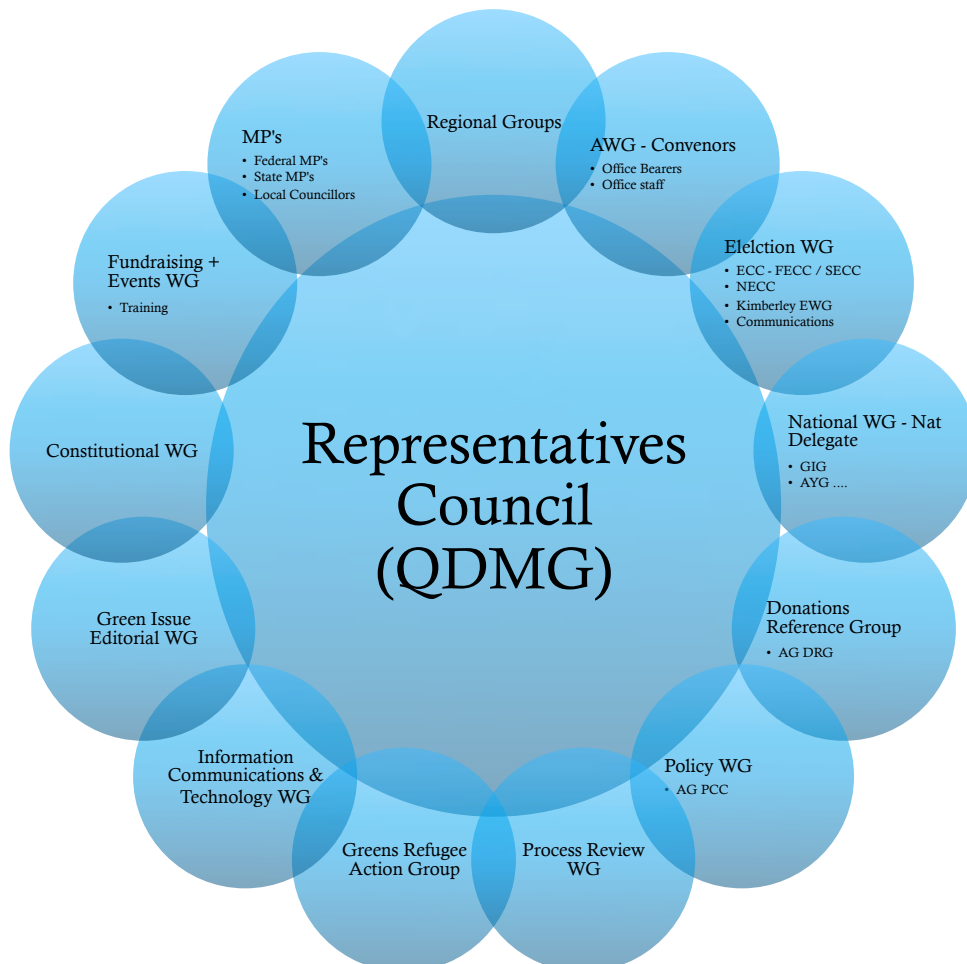 Regional Groups
AWG - Convenors
• Office Bearers
• Office staff
Elelction WG
• ECC - FECC / SECC
• NECC
• Kimberley EWG
• Communications
National WG - Nat
Delegate
• GIG
• AYG ....
Donations
Reference Group
• AG DRG
Policy WG
• AG PCC
Process Review
WG
Greens Refugee
Action Group
Information
Communications &
Technology WG
Green Issue
Editorial WG
Constitutional WG
Fundraising +
Events WG
• Training
MP's
• Federal MP's
• State MP's
• Local Councillors
Representatives
Council
(QDMG)